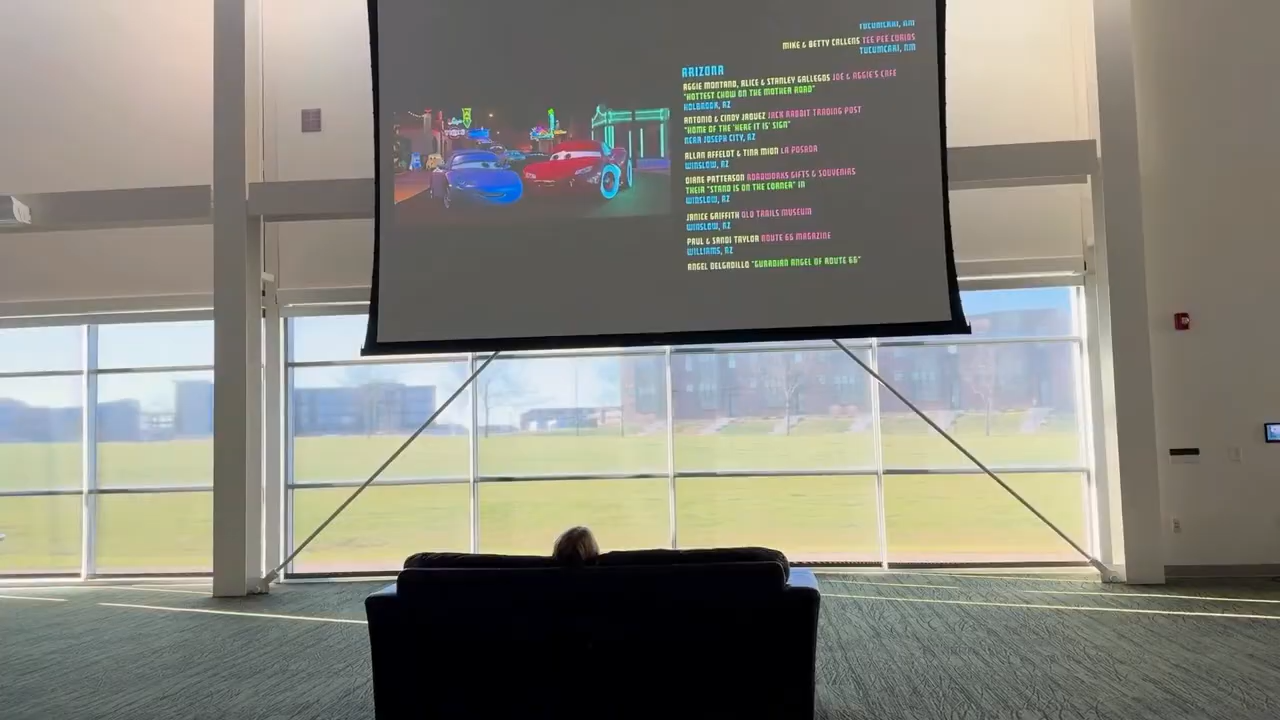 TUCUMCARI, NM
MIKE & BETTY CALLENS TEE PEE CURIOS
TUCUMCARI, NM
ARIZONA
AGGIE MONTANO, ALICE & STANLEY GALLEGOS JOE & AGGIE'S CAFE
"HOTTEST CHOW ON THE MOTHER ROAD"
HOLBROOK, AZ
ANTONIO & CINDY JAQUEZ JACK RABBIT TRADING POST
"HOME OF THE 'HERE IT IS' SIGN"
NEAR JOSEPH CITY, AZ
ALLAN AFFELDT & TINA MION LA POSADA
WINSLOW, AZ
DIANE PATTERSON ROADWORKS GIFTS & SOUVENIRS
THEIR "STAND IS ON THE CORNER" IN
WINSLOW, AZ
JANICE GRIFFITH OLD TRAILS MUSEUM
WINSLOW, AZ
PAUL & SANDI TAYLOR ROUTE 66 MAGAZINE
WILLIAMS, AZ
ANGEL DELGADILLO "GUARDIAN ANGEL OF ROUTE 66"